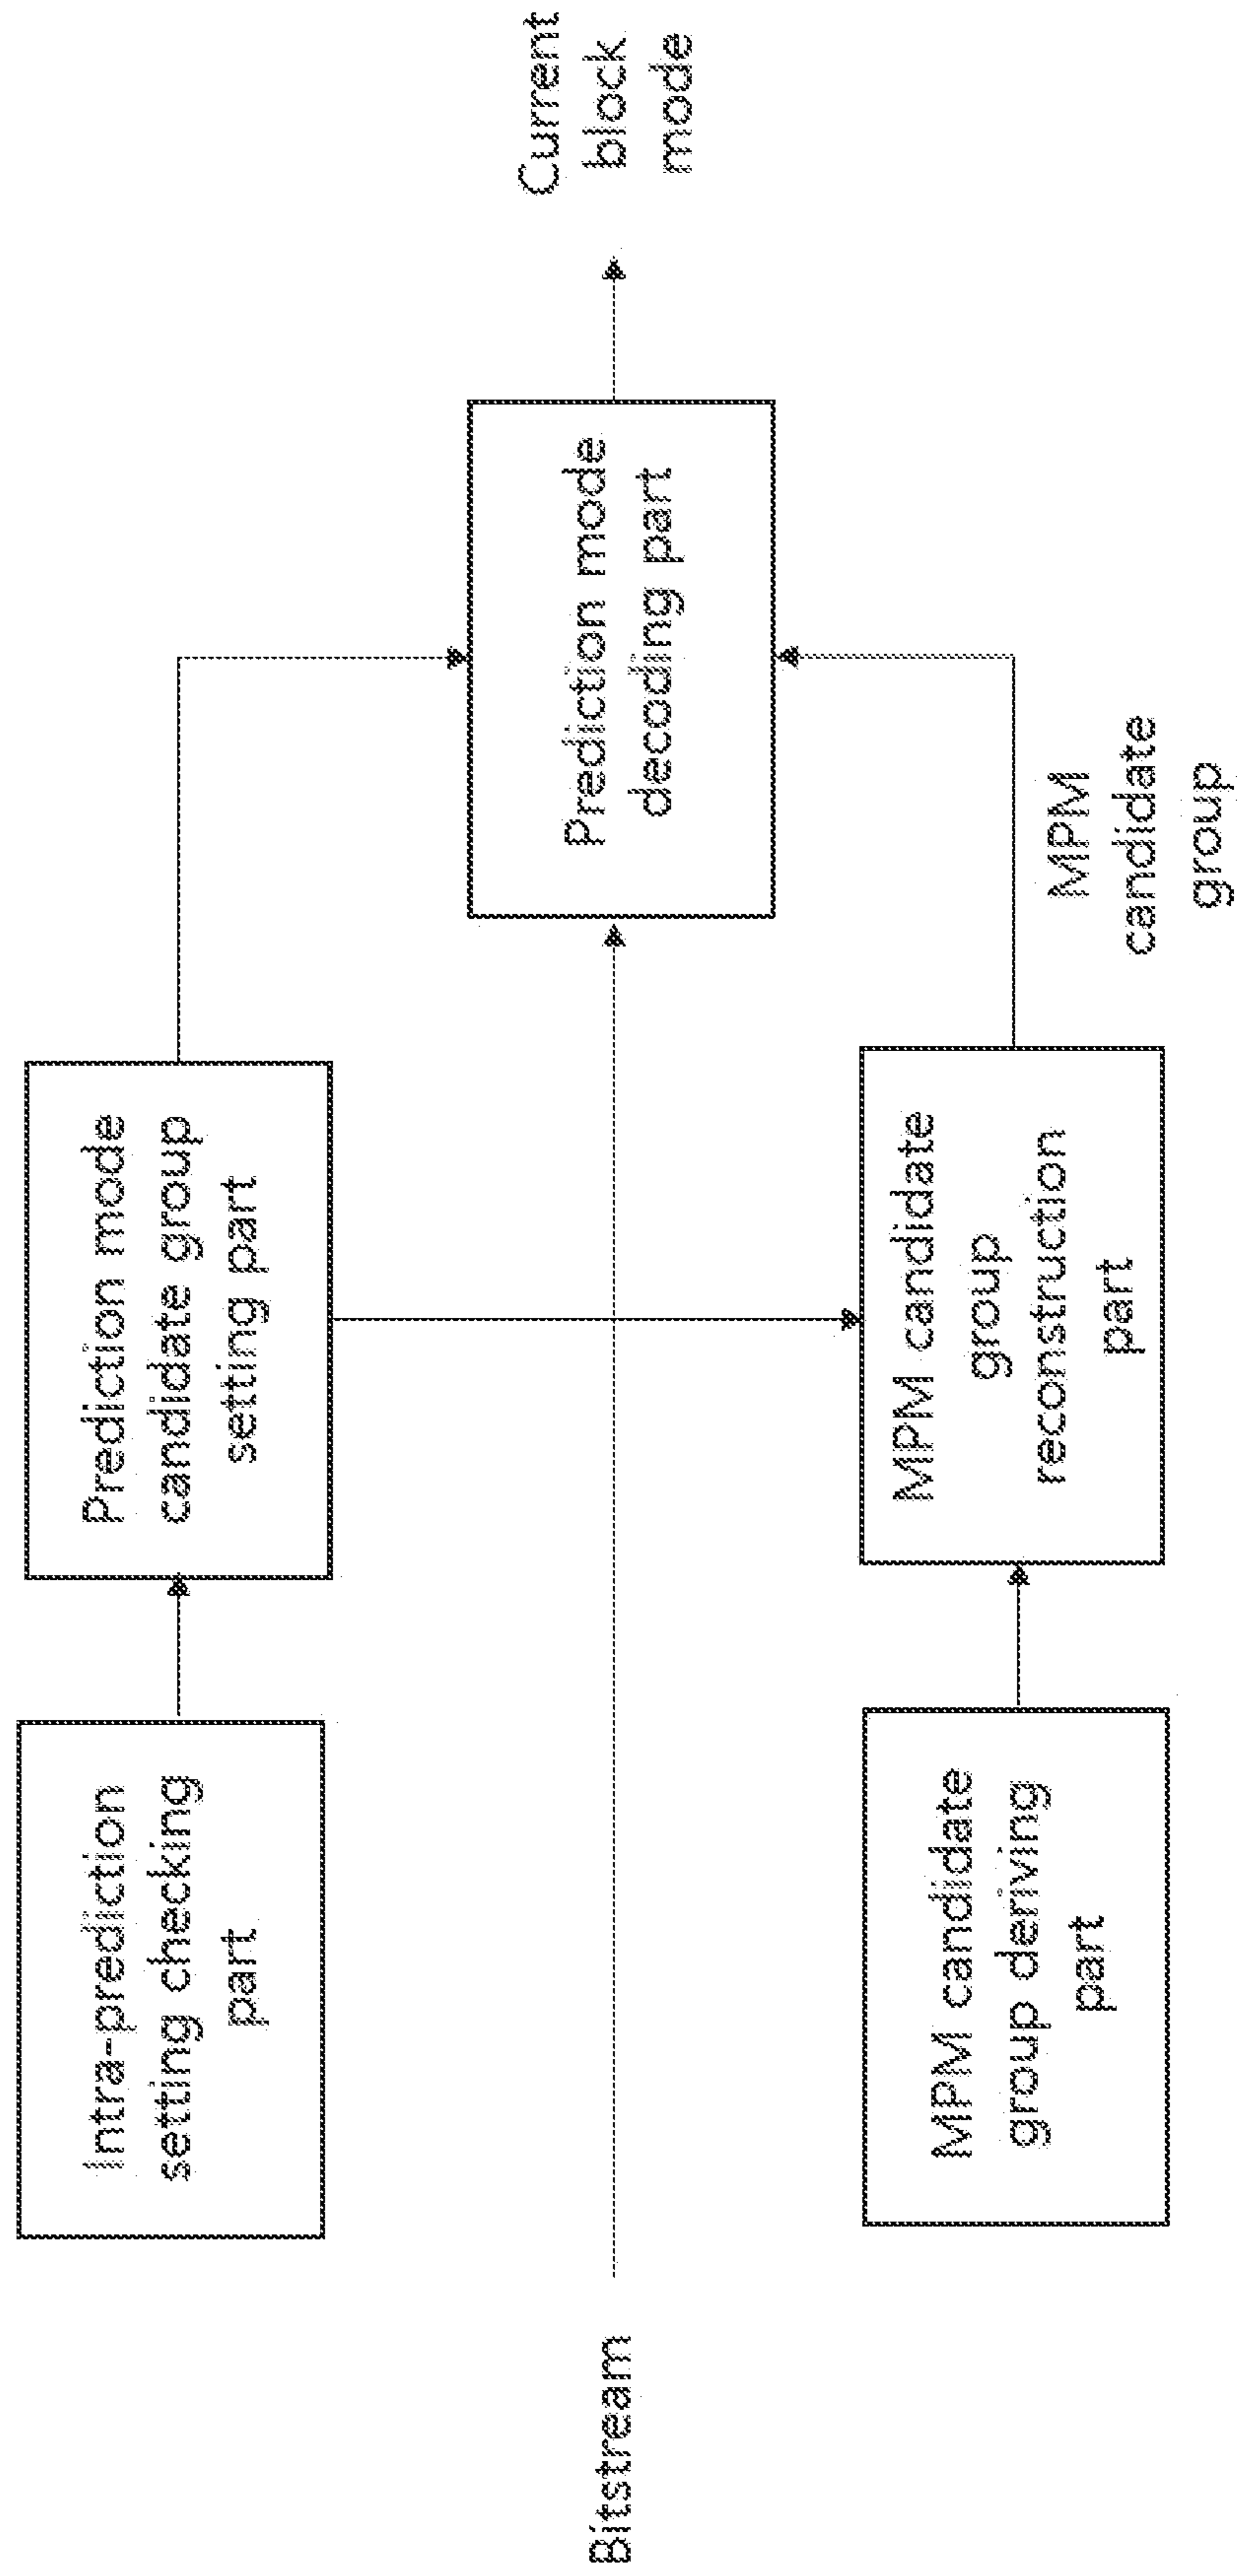 Intra-prediction
setting checking
part
Prediction mode
candidate group
setting part
Bitstream
Prediction mode
decoding part
Current
block
mode
MPM candidate
group deriving
part
MPM candidate
group
reconstruction
part
MPM
candidate
group